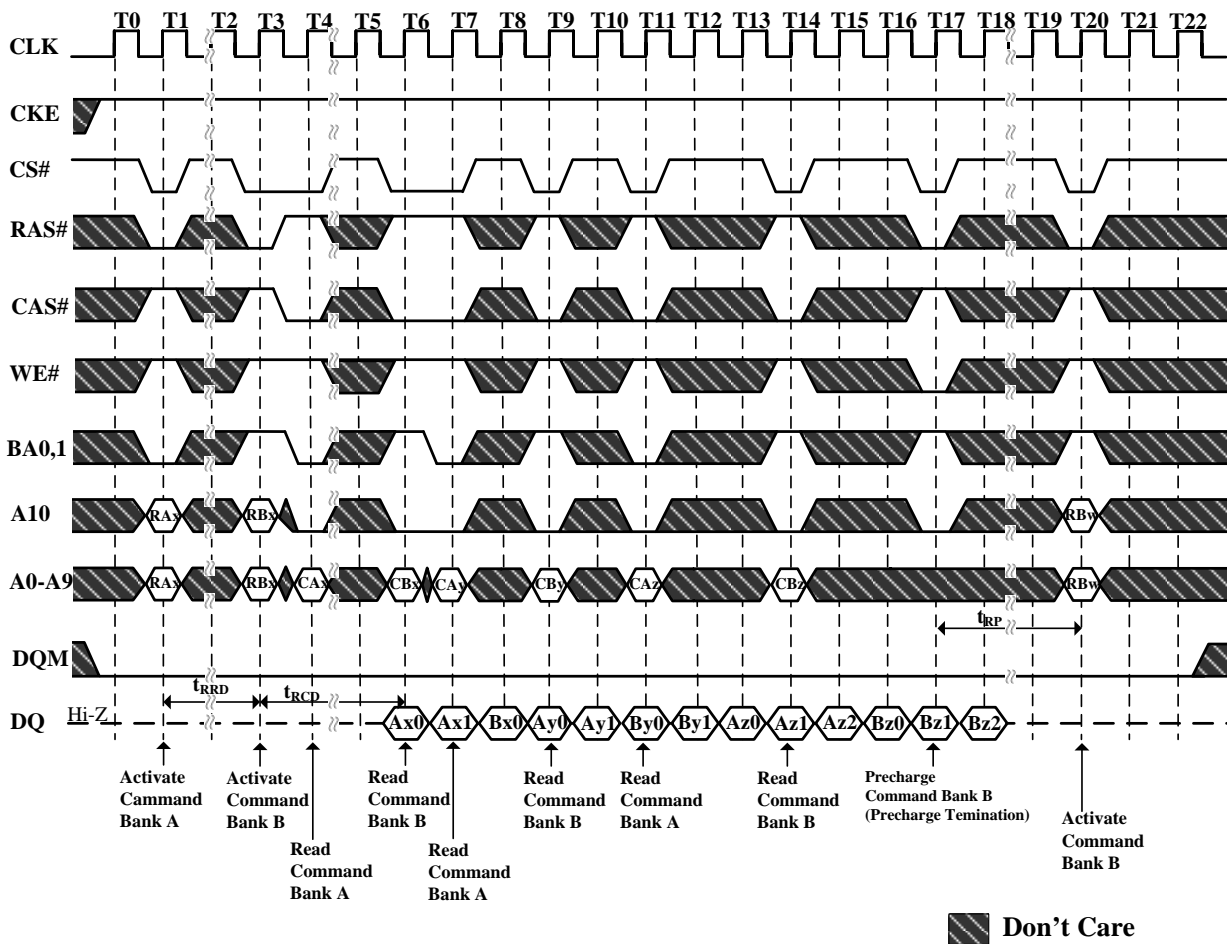 T0 T1 T2 T3 T4 T5 T6 T7 T8 T9 T10 T11 T12 T13 T14 T15 T16 T17 T18 T19 T20 T21 T22
CLK
CKE
CS#
RAS#
CAS#
WE#
BA0,1
A10 RAx RBx RBw
A0-A9 RAx RBx CAx CBx CAy CBy CAz CBz RBw
tRP
DQM
tRRD tRCD
DQ Hi-Z Ax0 Ax1 Bx0 Ay0 Ay1 By0 By1 Az0 Az1 Az2 Bz0 Bz1 Bz2
Activate
Cammand
Bank A
Activate
Command
Bank B
Read
Command
Bank A
Read
Command
Bank B
Read
Command
Bank A
Read
Command
Bank B
Read
Command
Bank A
Read
Command
Bank B
Precharge
Command Bank B
(Precharge Temination)
Activate
Command
Bank B
Don't Care